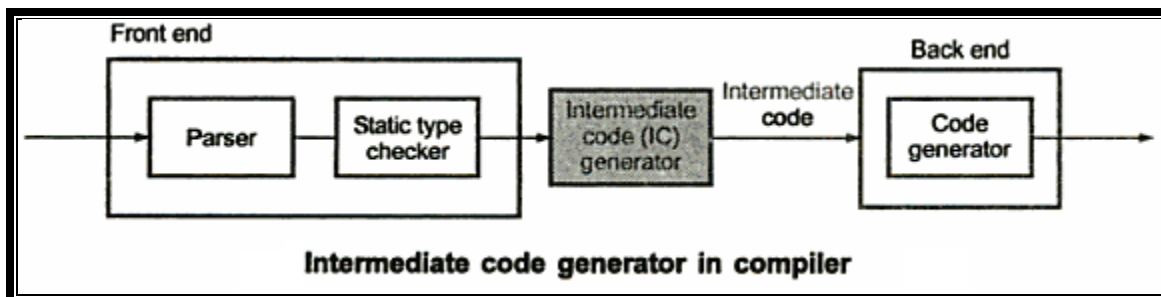 Front end
Parser
Static type
checker
Intermediate
code (IC)
generator
Intermediate
code
Back end
Code
generator
Intermediate code generator in compiler